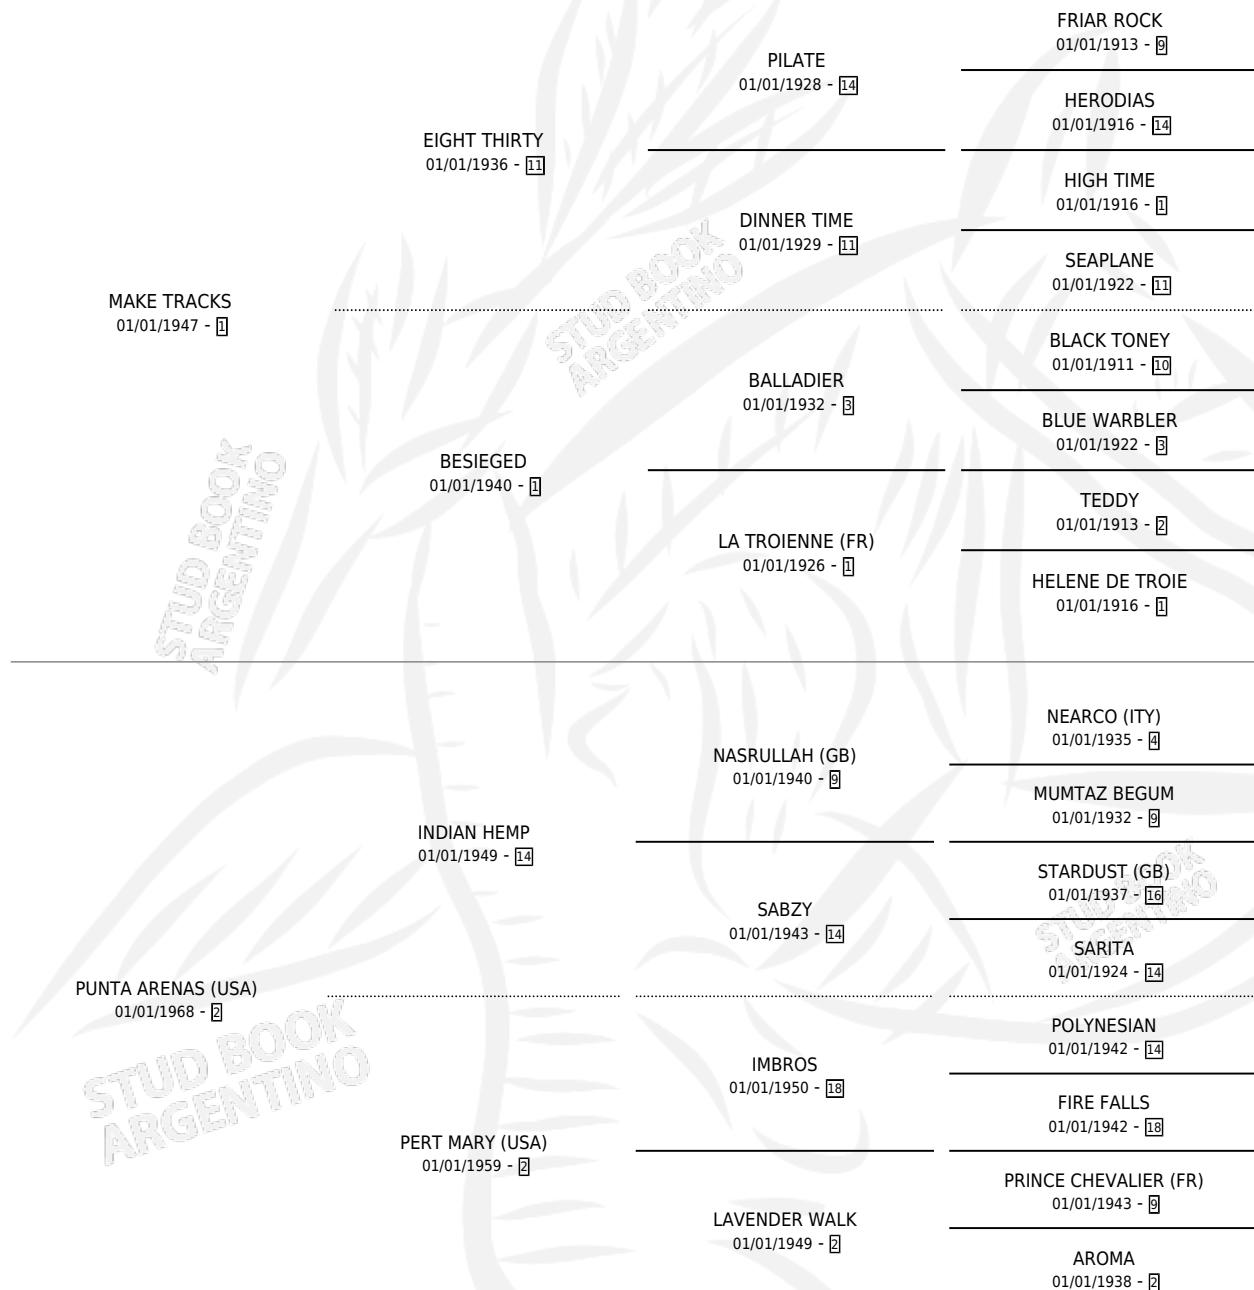 FRIAR ROCK
01/01/1913 - 9
PILATE
01/01/1928 - 14
HERODIAS
01/01/1916 - 14
EIGHT THIRTY
01/01/1936 - 11
HIGH TIME
01/01/1916 - 1
DINNER TIME
01/01/1929 - 11
SEAPLANE
01/01/1922 - 11
MAKE TRACKS
01/01/1947 - 1
BLACK TONEY
01/01/1911 - 10
BALLADIER
01/01/1932 - 3
BLUE WARBLER
01/01/1922 - 3
BESIEGED
01/01/1940 - 1
TEDDY
01/01/1913 - 2
LA TROIENNE (FR)
01/01/1926 - 1
HELENE DE TROIE
01/01/1916 - 1
NEARCO (ITY)
01/01/1935 - 4
NASRULLAH (GB)
01/01/1940 - 9
MUMTAZ BEGUM
01/01/1932 - 9
INDIAN HEMP
01/01/1949 - 14
STARDUST (GB)
01/01/1937 - 16
SABZY
01/01/1943 - 14
SARITA
01/01/1924 - 14
PUNTA ARENAS (USA)
01/01/1968 - 2
POLYNESIAN
01/01/1942 - 14
IMBROS
01/01/1950 - 18
FIRE FALLS
01/01/1942 - 18
PERT MARY (USA)
01/01/1959 - 2
PRINCE CHEVALIER (FR)
01/01/1943 - 9
LAVENDER WALK
01/01/1949 - 2
AROMA
01/01/1938 - 2
STUD BOOK
ARGENTINO
STUD BOOK
ARGENTINO
STUD BOOK
ARGENTINO
STUD BOOK
ARGENTINO